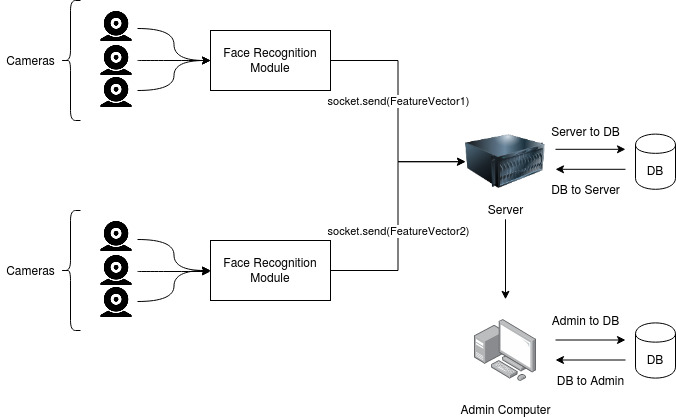 Cameras
Face Recognition
Module
socket.send(FeatureVector1)
Server to DB
DB
DB to Server
Server
Cameras
Face Recognition
Module
socket.send(FeatureVector2)
Admin to DB
DB
DB to Admin
Admin Computer